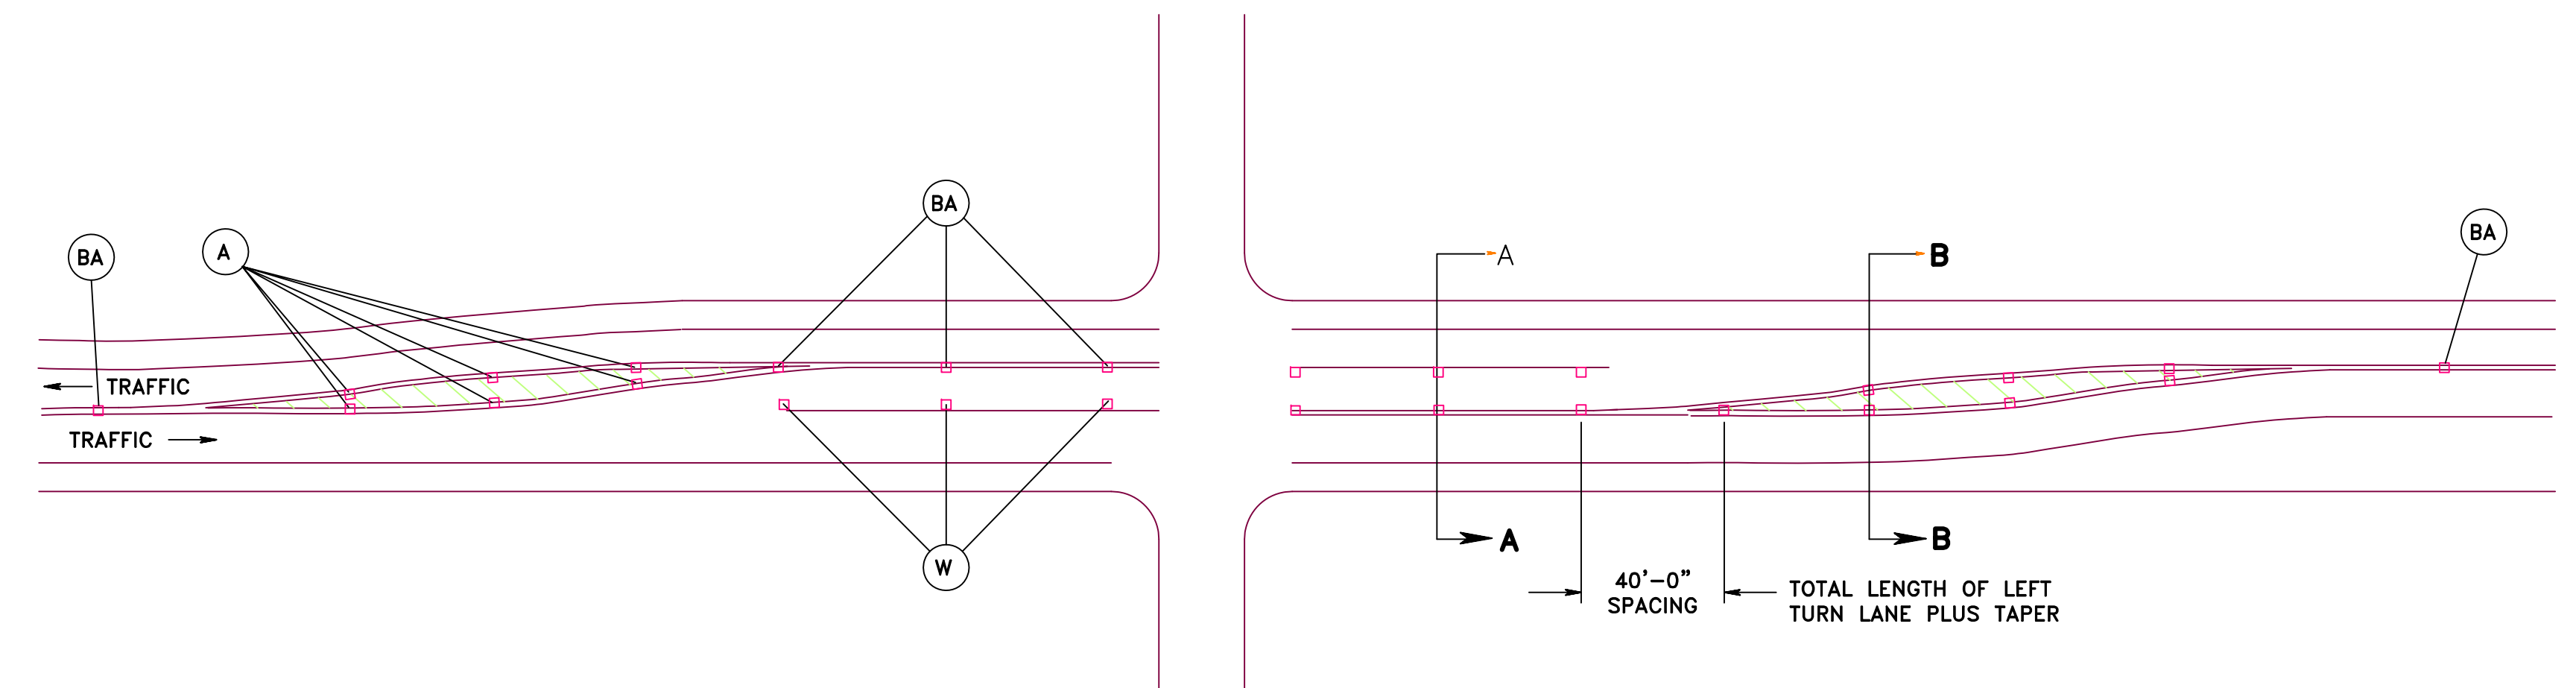 BA
BA
BA
A
A
B
TRAFFIC
TRAFFIC
A
B
W
40'-0"
SPACING
TOTAL LENGTH OF LEFT
TURN LANE PLUS TAPER